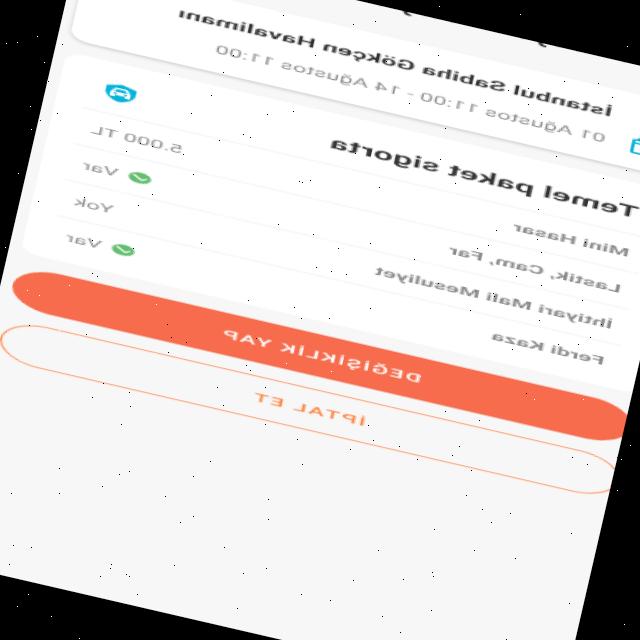 İstanbul Sabiha Gökçen Havalimanı
01 Ağustos 11:00 - 14 Ağustos 11:00
Temel paket sigorta
Mini Hasar 5.000 TL
Lastik, Cam, Far, Var
İhtiyari Mali Mesuliyet Yok
Ferdi Kaza Var
DEĞİŞİKLİK YAP
İPTAL ET